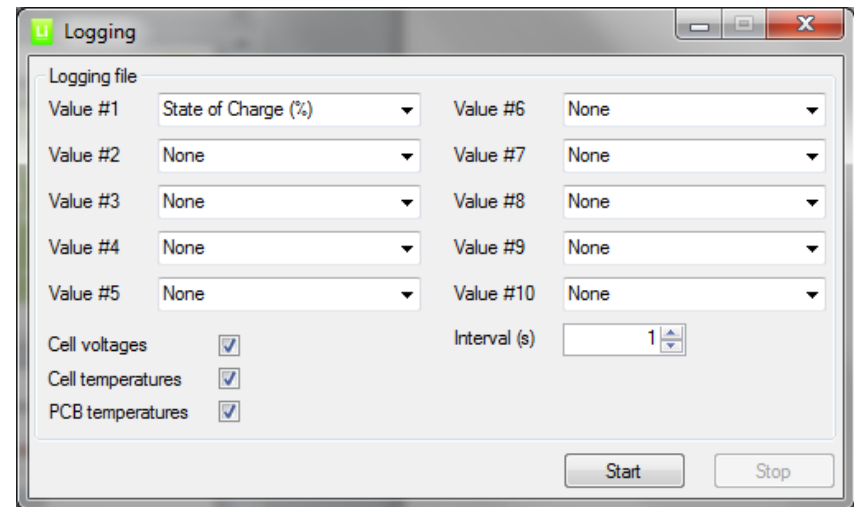 Li Logging
Logging file
Value #1 State of Charge (%) Value #6 None
Value #2 None Value #7 None
Value #3 None Value #8 None
Value #4 None Value #9 None
Value #5 None Value #10 None
Cell voltages Interval (s) 1
Cell temperatures
PCB temperatures
Start Stop